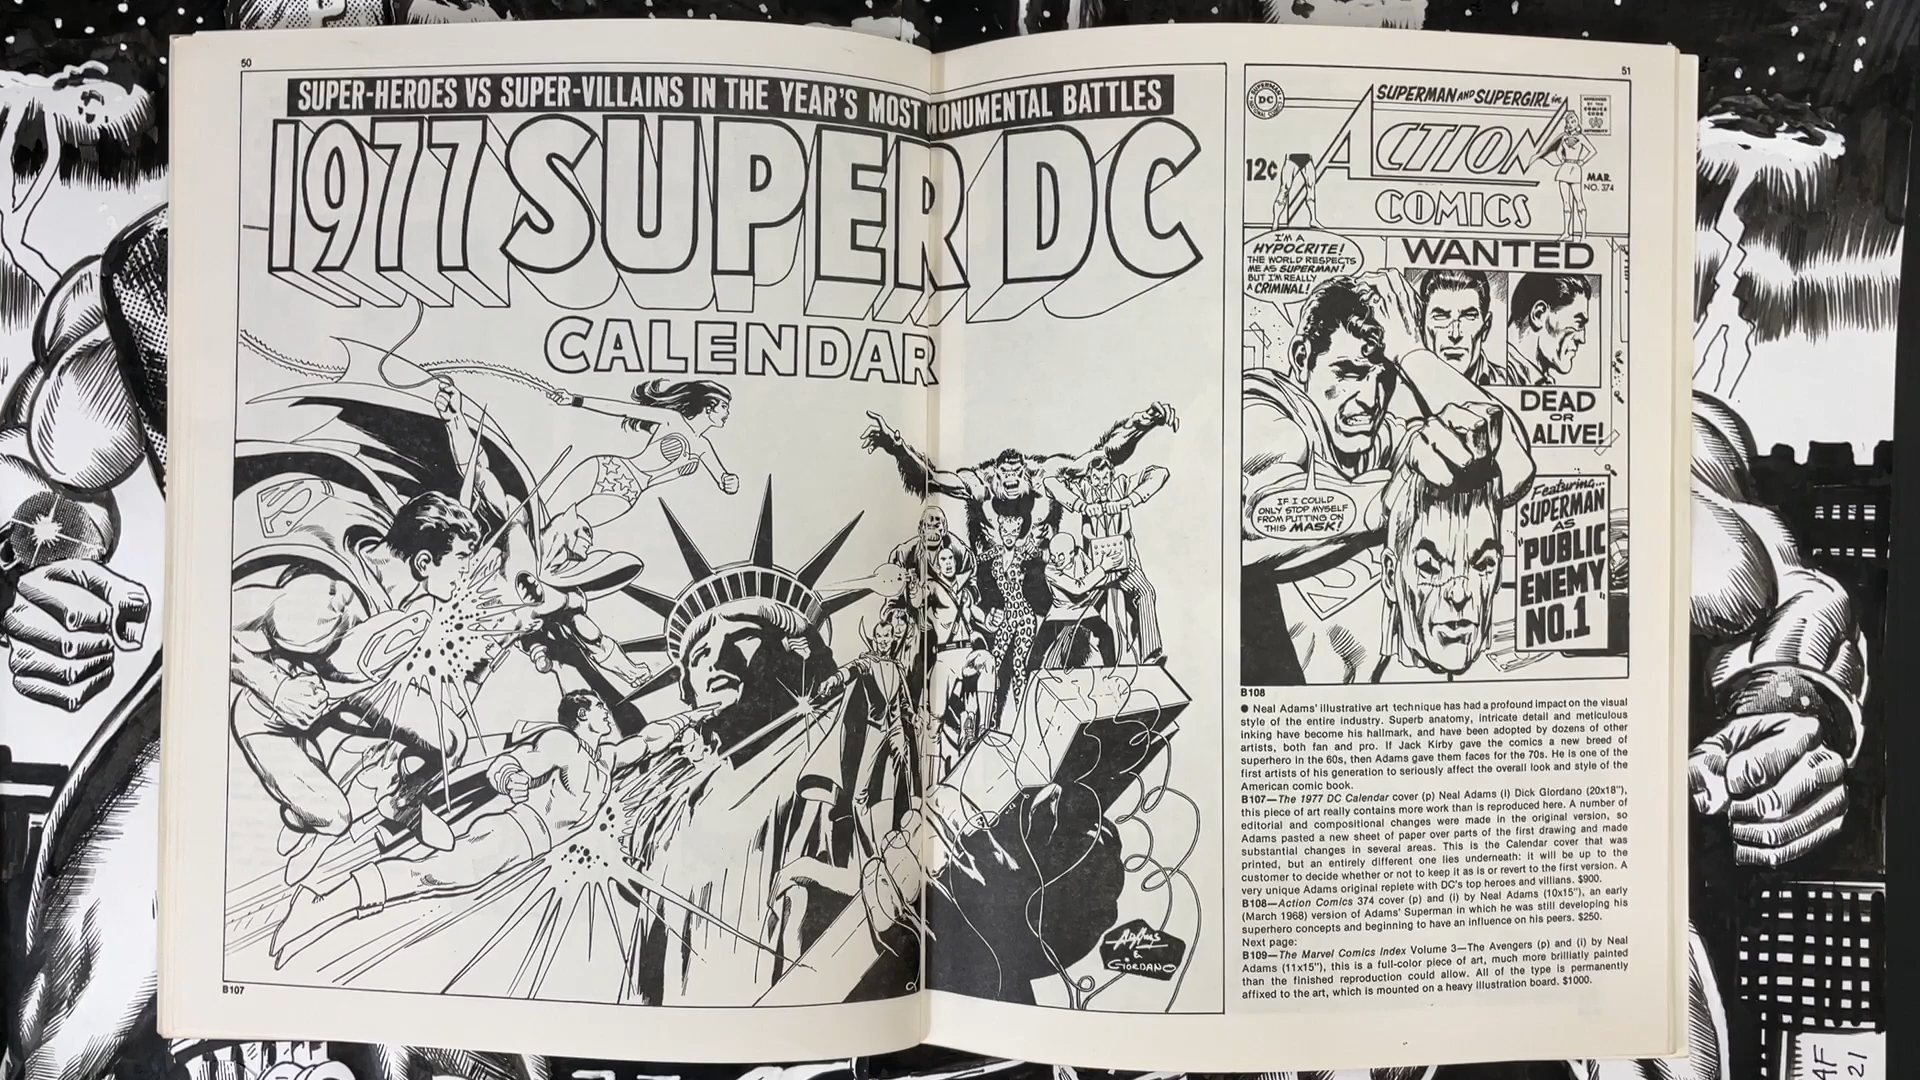 50
SUPER-HEROES VS SUPER-VILLAINS IN THE YEAR'S MOST MONUMENTAL BATTLES
1977 SUPER DC
CALENDAR
ADAMS
&
GIORDANO
B107
51
SUPERMAN AND SUPERGIRL in
DC
APPROVED
BY THE
COMICS
CODE
AUTHORITY
ACTION
COMICS
12¢
MAR.
NO. 374
I'M A
HYPOCRITE!
THE WORLD RESPECTS
ME AS SUPERMAN!
BUT I'M REALLY
A CRIMINAL!
WANTED
DEAD
OR
ALIVE!
IF I COULD
ONLY STOP MYSELF
FROM PUTTING ON
THIS MASK!
Featuring...
SUPERMAN
AS
"PUBLIC
ENEMY
NO.1"
B108
● Neal Adams' illustrative art technique has had a profound impact on the visual
style of the entire industry. Superb anatomy, intricate detail and meticulous
inking have become his hallmark, and have been adopted by dozens of other
artists, both fan and pro. If Jack Kirby gave the comics a new breed of
superhero in the 60s, then Adams gave them faces for the 70s. He is one of the
first artists of his generation to seriously affect the overall look and style of the
American comic book.
B107—The 1977 DC Calendar cover (p) Neal Adams (i) Dick Giordano (20x18"),
this piece of art really contains more work than is reproduced here. A number of
editorial and compositional changes were made in the original version, so
Adams pasted a new sheet of paper over parts of the first drawing and made
substantial changes in several areas. This is the Calendar cover that was
printed, but an entirely different one lies underneath: it will be up to the
customer to decide whether or not to keep it as is or revert to the first version. A
very unique Adams original replete with DC's top heroes and villians. $900.
B108—Action Comics 374 cover (p) and (i) by Neal Adams (10x15"), an early
(March 1968) version of Adams' Superman in which he was still developing his
superhero concepts and beginning to have an influence on his peers. $250.
Next page:
B109—The Marvel Comics Index Volume 3—The Avengers (p) and (i) by Neal
Adams (11x15"), this is a full-color piece of art, much more brilliantly painted
than the finished reproduction could allow. All of the type is permanently
affixed to the art, which is mounted on a heavy illustration board. $1000.